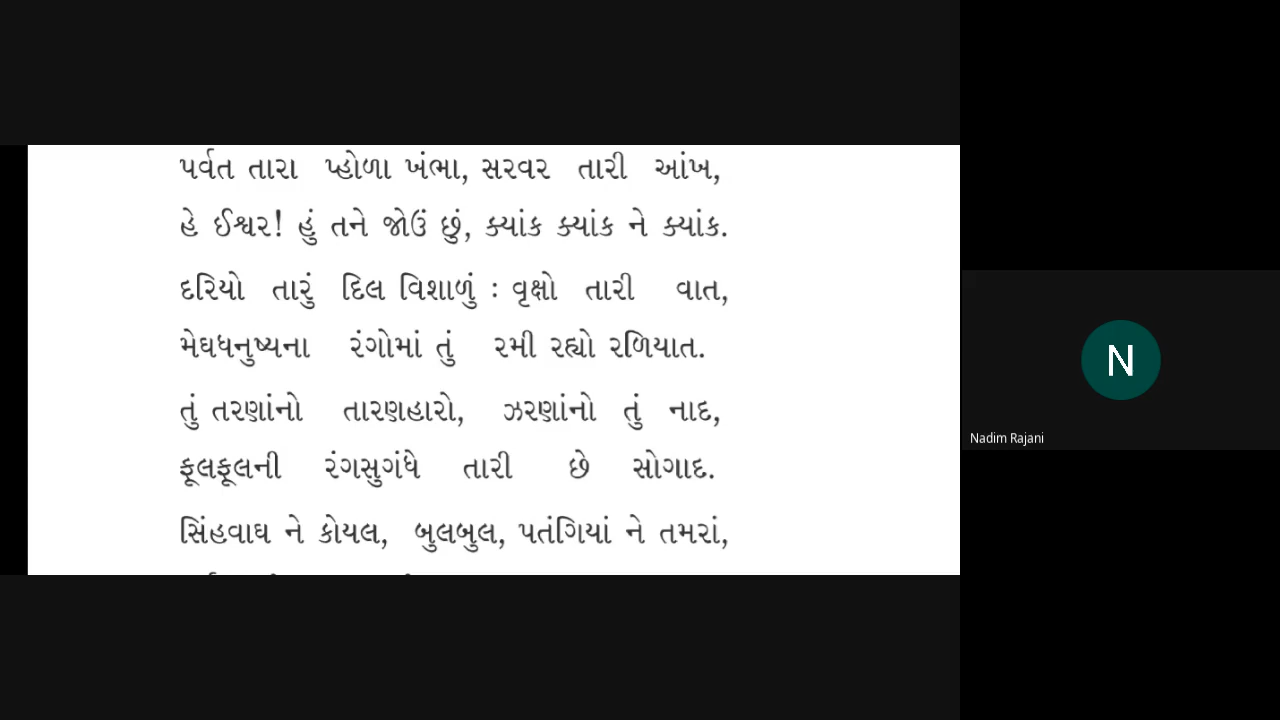 પર્વત તારા પ્હોળા ખંભા, સરવર તારી આંખ,
હે ઈશ્વર! હું તને જોઉં છું, ક્યાંક ક્યાંક ને ક્યાંક.
દરિયો તારું દિલ વિશાળું : વૃક્ષો તારી વાત,
મેઘધનુષ્યના રંગોમાં તું રમી રહ્યો રળિયાત.
તું તરણાંનો તારણહારો, ઝરણાંનો તું નાદ,
ફૂલફૂલની રંગસુગંધે તારી છે સોગાદ.
સિંહવાઘ ને કોયલ, બુલબુલ, પતંગિયાં ને તમરાં,
N
Nadim Rajani